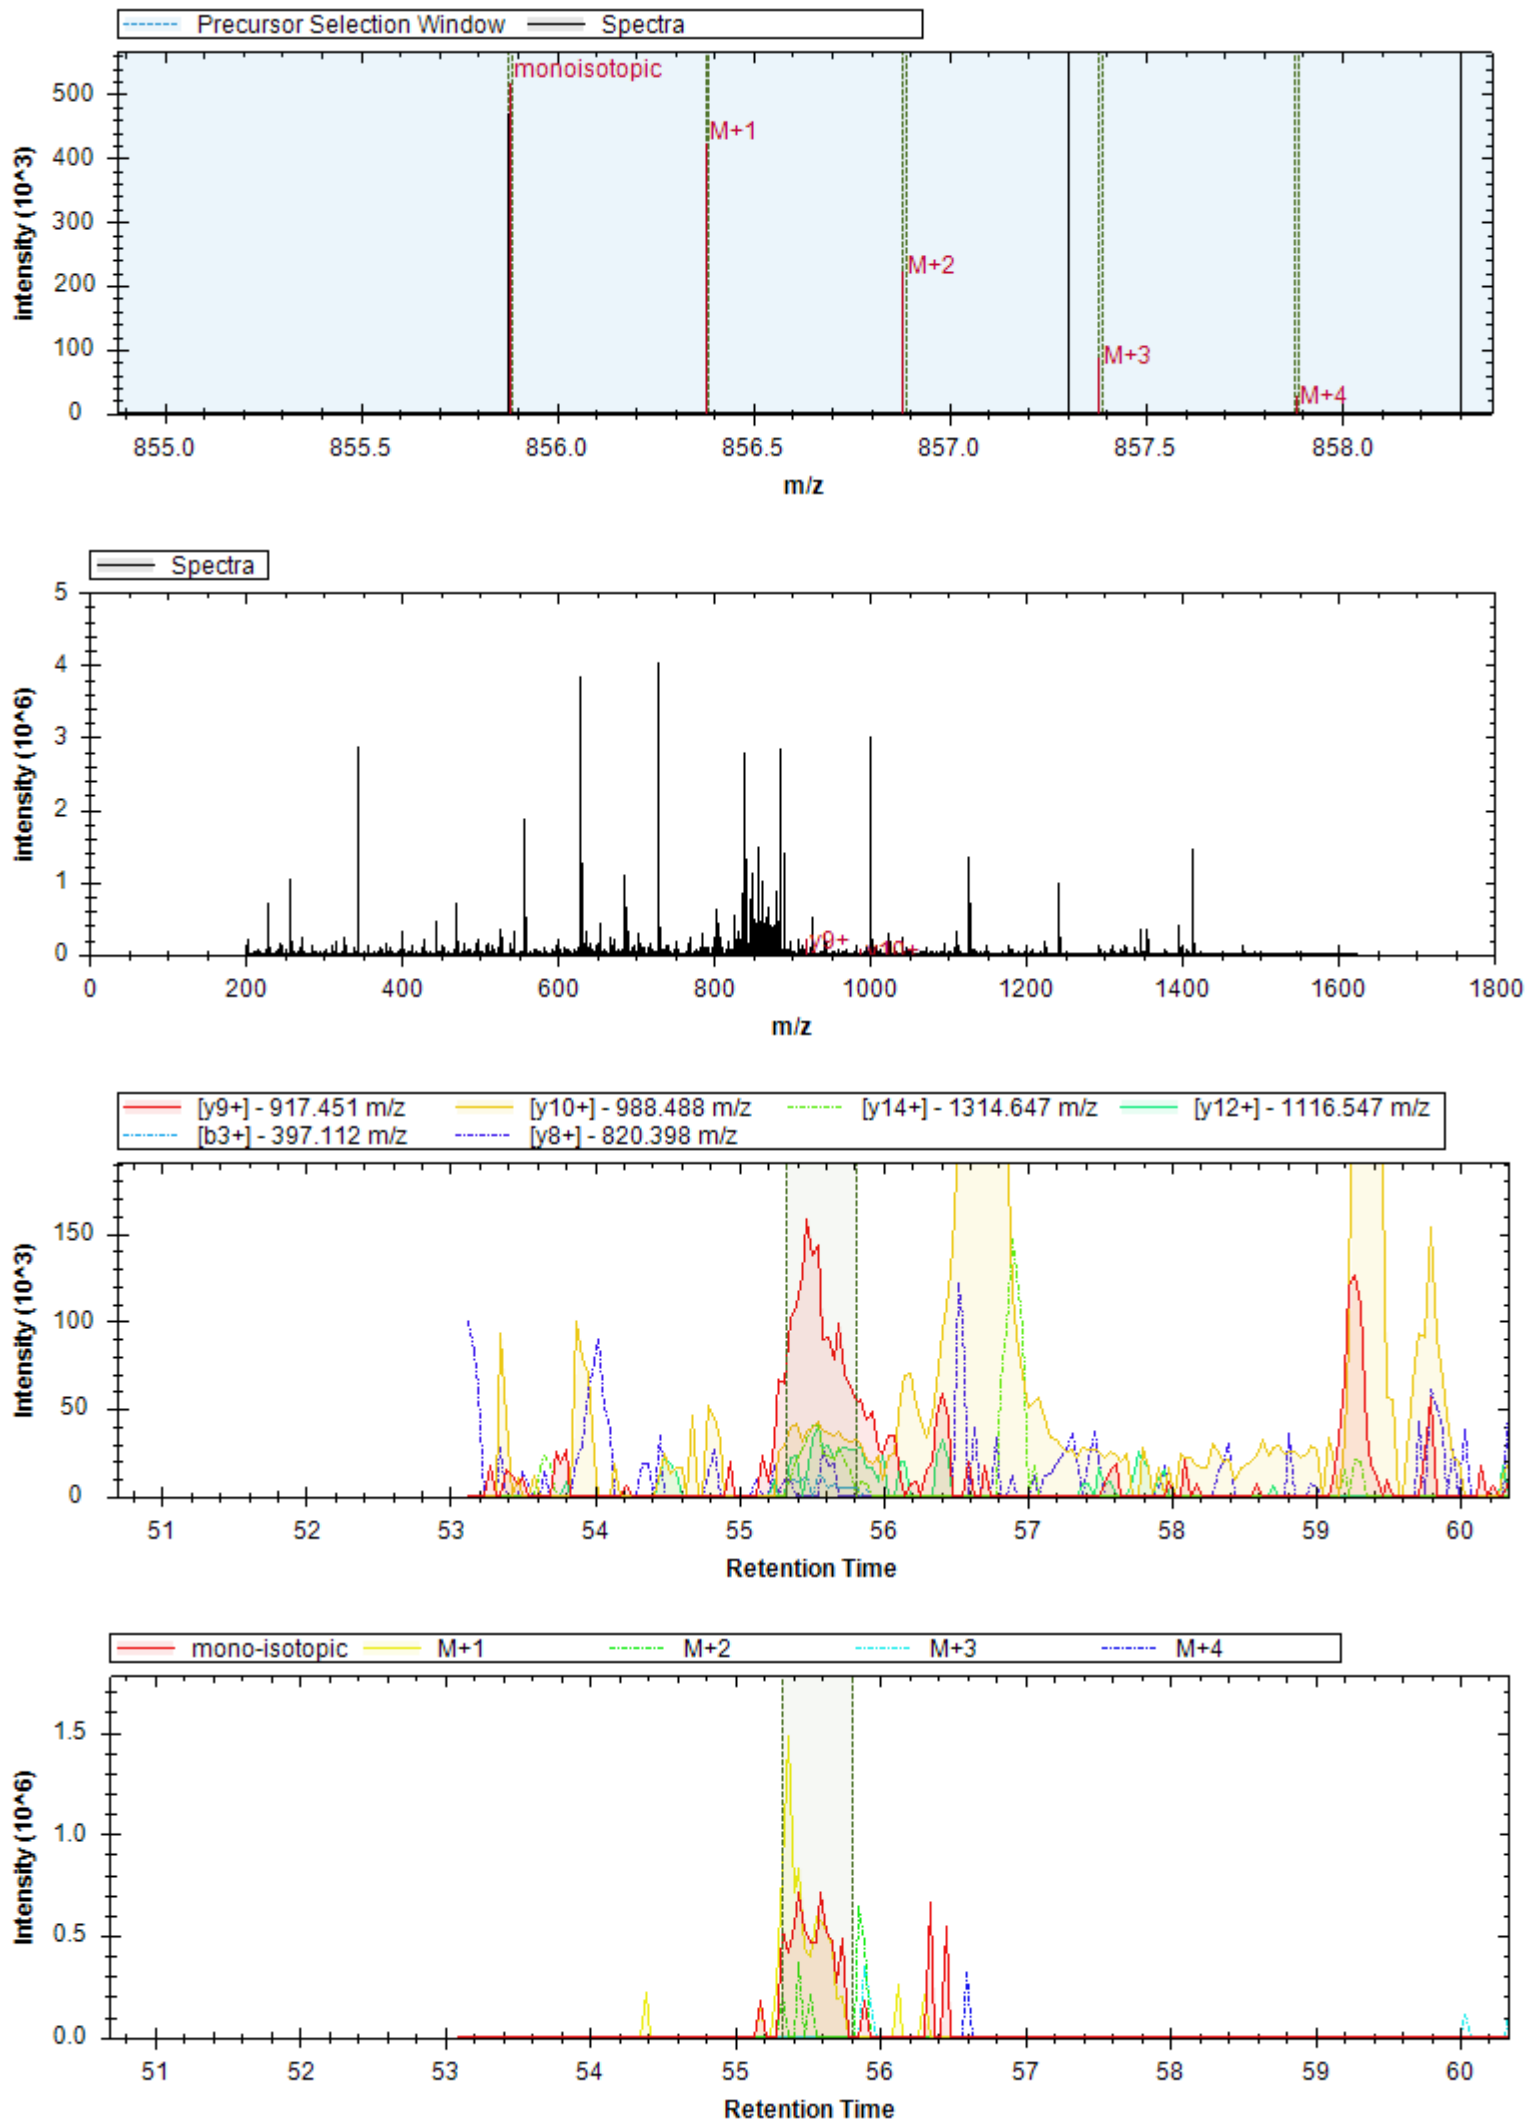 Precursor Selection Window Spectra
monoisotopic
M+1
M+2
M+3
M+4
500
400
300
200
100
0
intensity (10^3)
855.0 855.5 856.0 856.5 857.0 857.5 858.0
m/z
Spectra
5
4
3
2
1
0
intensity (10^6)
y9+
y10+
0 200 400 600 800 1000 1200 1400 1600 1800
m/z
[y9+] - 917.451 m/z [y10+] - 988.488 m/z [y14+] - 1314.647 m/z [y12+] - 1116.547 m/z
[b3+] - 397.112 m/z [y8+] - 820.398 m/z
150
100
50
0
Intensity (10^3)
51 52 53 54 55 56 57 58 59 60
Retention Time
mono-isotopic M+1 M+2 M+3 M+4
1.5
1.0
0.5
0.0
Intensity (10^6)
51 52 53 54 55 56 57 58 59 60
Retention Time